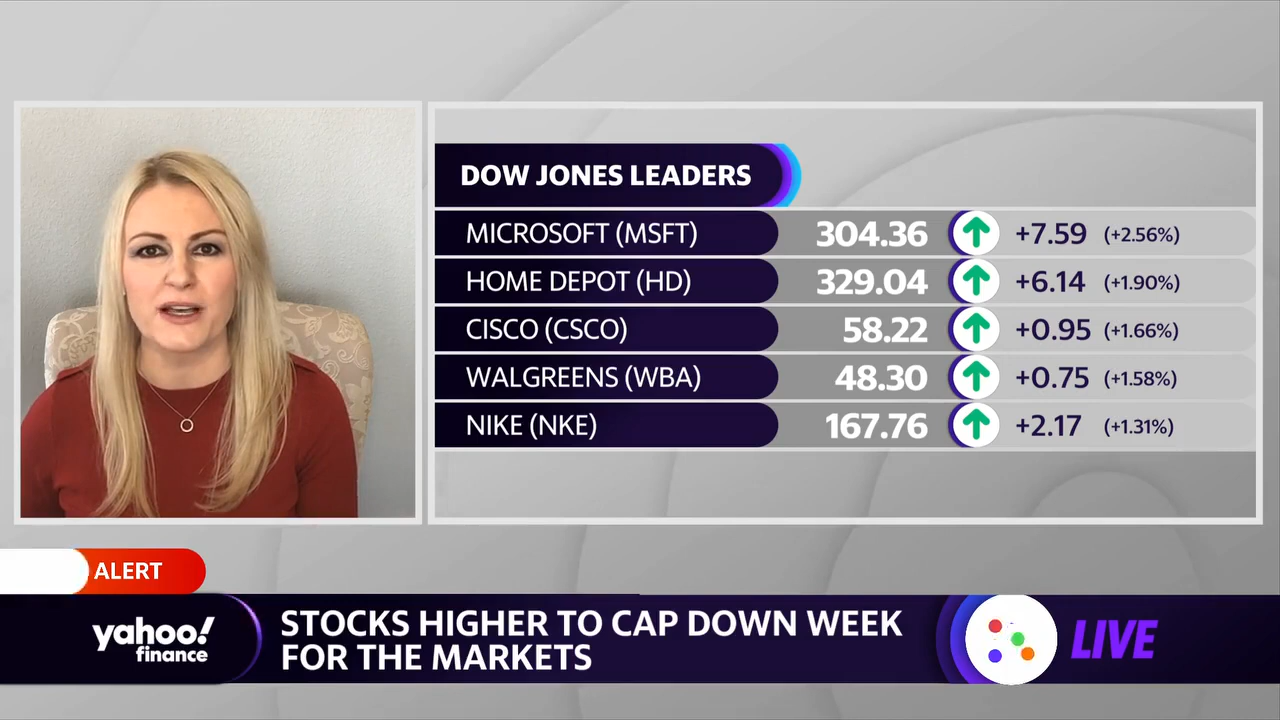 DOW JONES LEADERS
MICROSOFT (MSFT) 304.36 +7.59 (+2.56%)
HOME DEPOT (HD) 329.04 +6.14 (+1.90%)
CISCO (CSCO) 58.22 +0.95 (+1.66%)
WALGREENS (WBA) 48.30 +0.75 (+1.58%)
NIKE (NKE) 167.76 +2.17 (+1.31%)
ALERT
yahoo!
finance
STOCKS HIGHER TO CAP DOWN WEEK
FOR THE MARKETS
LIVE